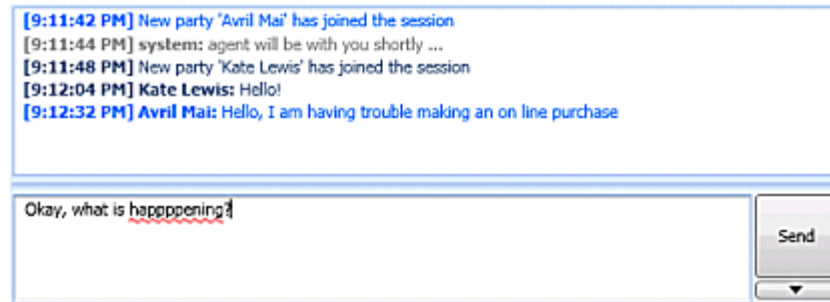 [9:11:42 PM] New party 'Avril Mai' has joined the session
[9:11:44 PM] system: agent will be with you shortly ...
[9:11:48 PM] New party 'Kate Lewis' has joined the session
[9:12:04 PM] Kate Lewis: Hello!
[9:12:32 PM] Avril Mai: Hello, I am having trouble making an on line purchase
Okay, what is happppening?
Send